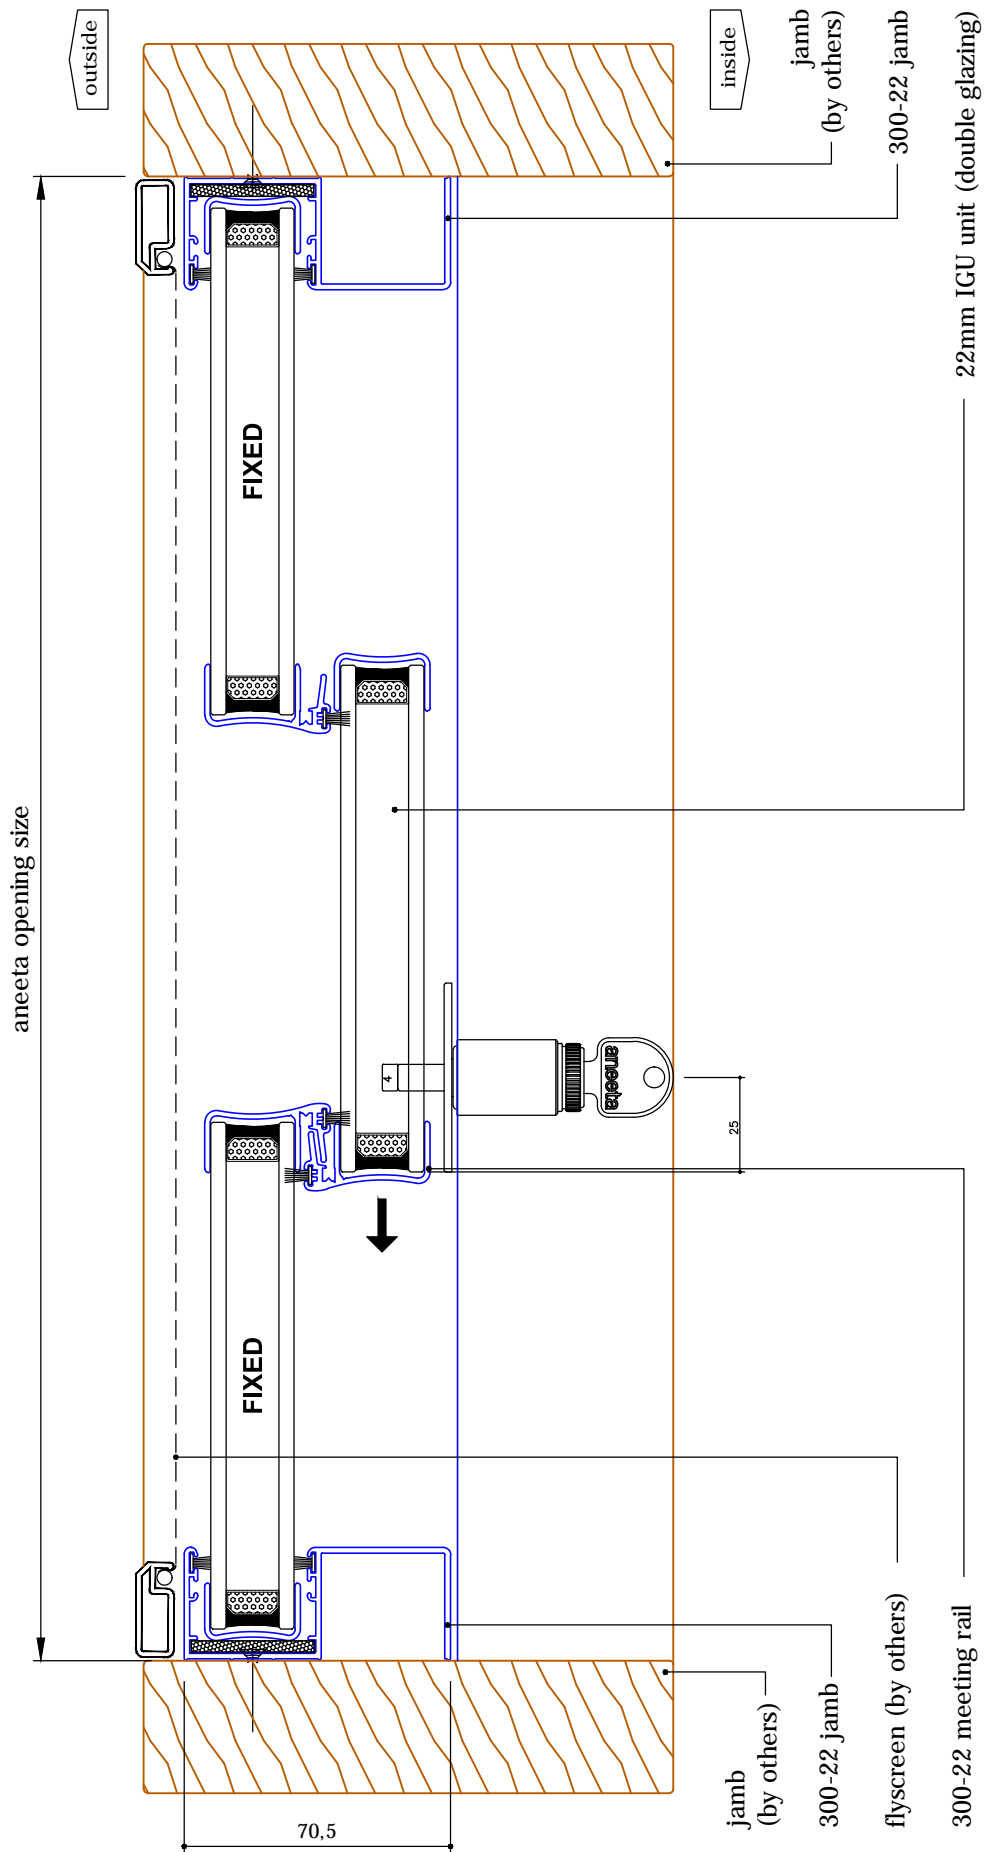 outside
inside
jamb
(by others)
300-22 jamb
22mm IGU unit (double glazing)
FIXED
aneeta opening size
4
aneeta
25
FIXED
jamb
(by others)
300-22 jamb
flyscreen (by others)
300-22 meeting rail
70,5